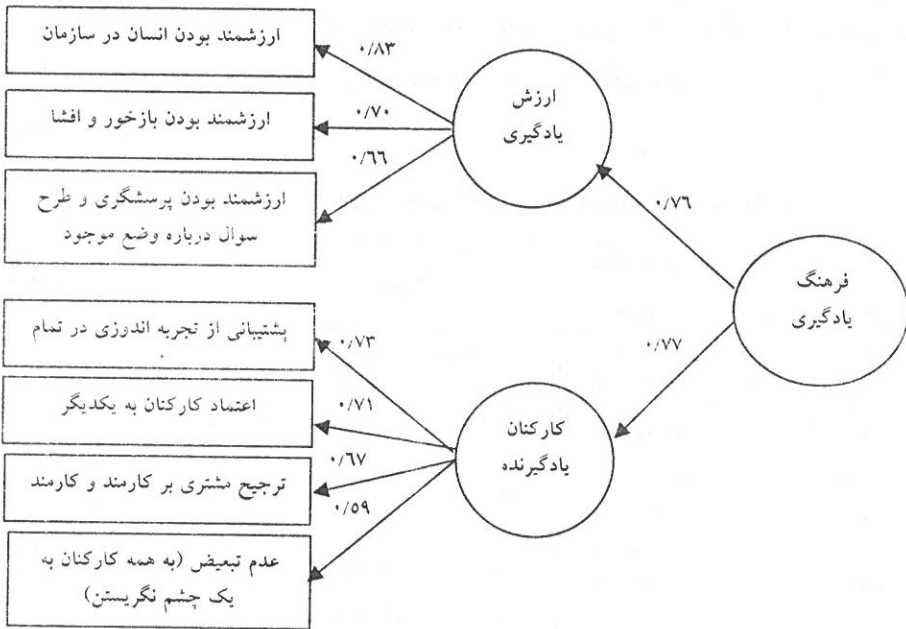 ارزشمند بودن انسان در سازمان
۰/۸۳
ارزش
یادگیری
ارزشمند بودن بازخور و افشا
۰/۷۰
۰/٦٦
ارزشمند بودن پرسشگری و طرح
سوال درباره وضع موجود
۰/۷٦
فرهنگ
یادگیری
۰/۷۷
پشتیبانی از تجربه اندوزی در تمام
۰/۷۳
کارکنان
یادگیرنده
اعتماد کارکنان به یکدیگر
۰/۷۱
ترجیح مشتری بر کارمند و کارمند
۰/٦۷
۰/۵۹
عدم تبعیض (به همه کارکنان به
یک چشم نگریستن)